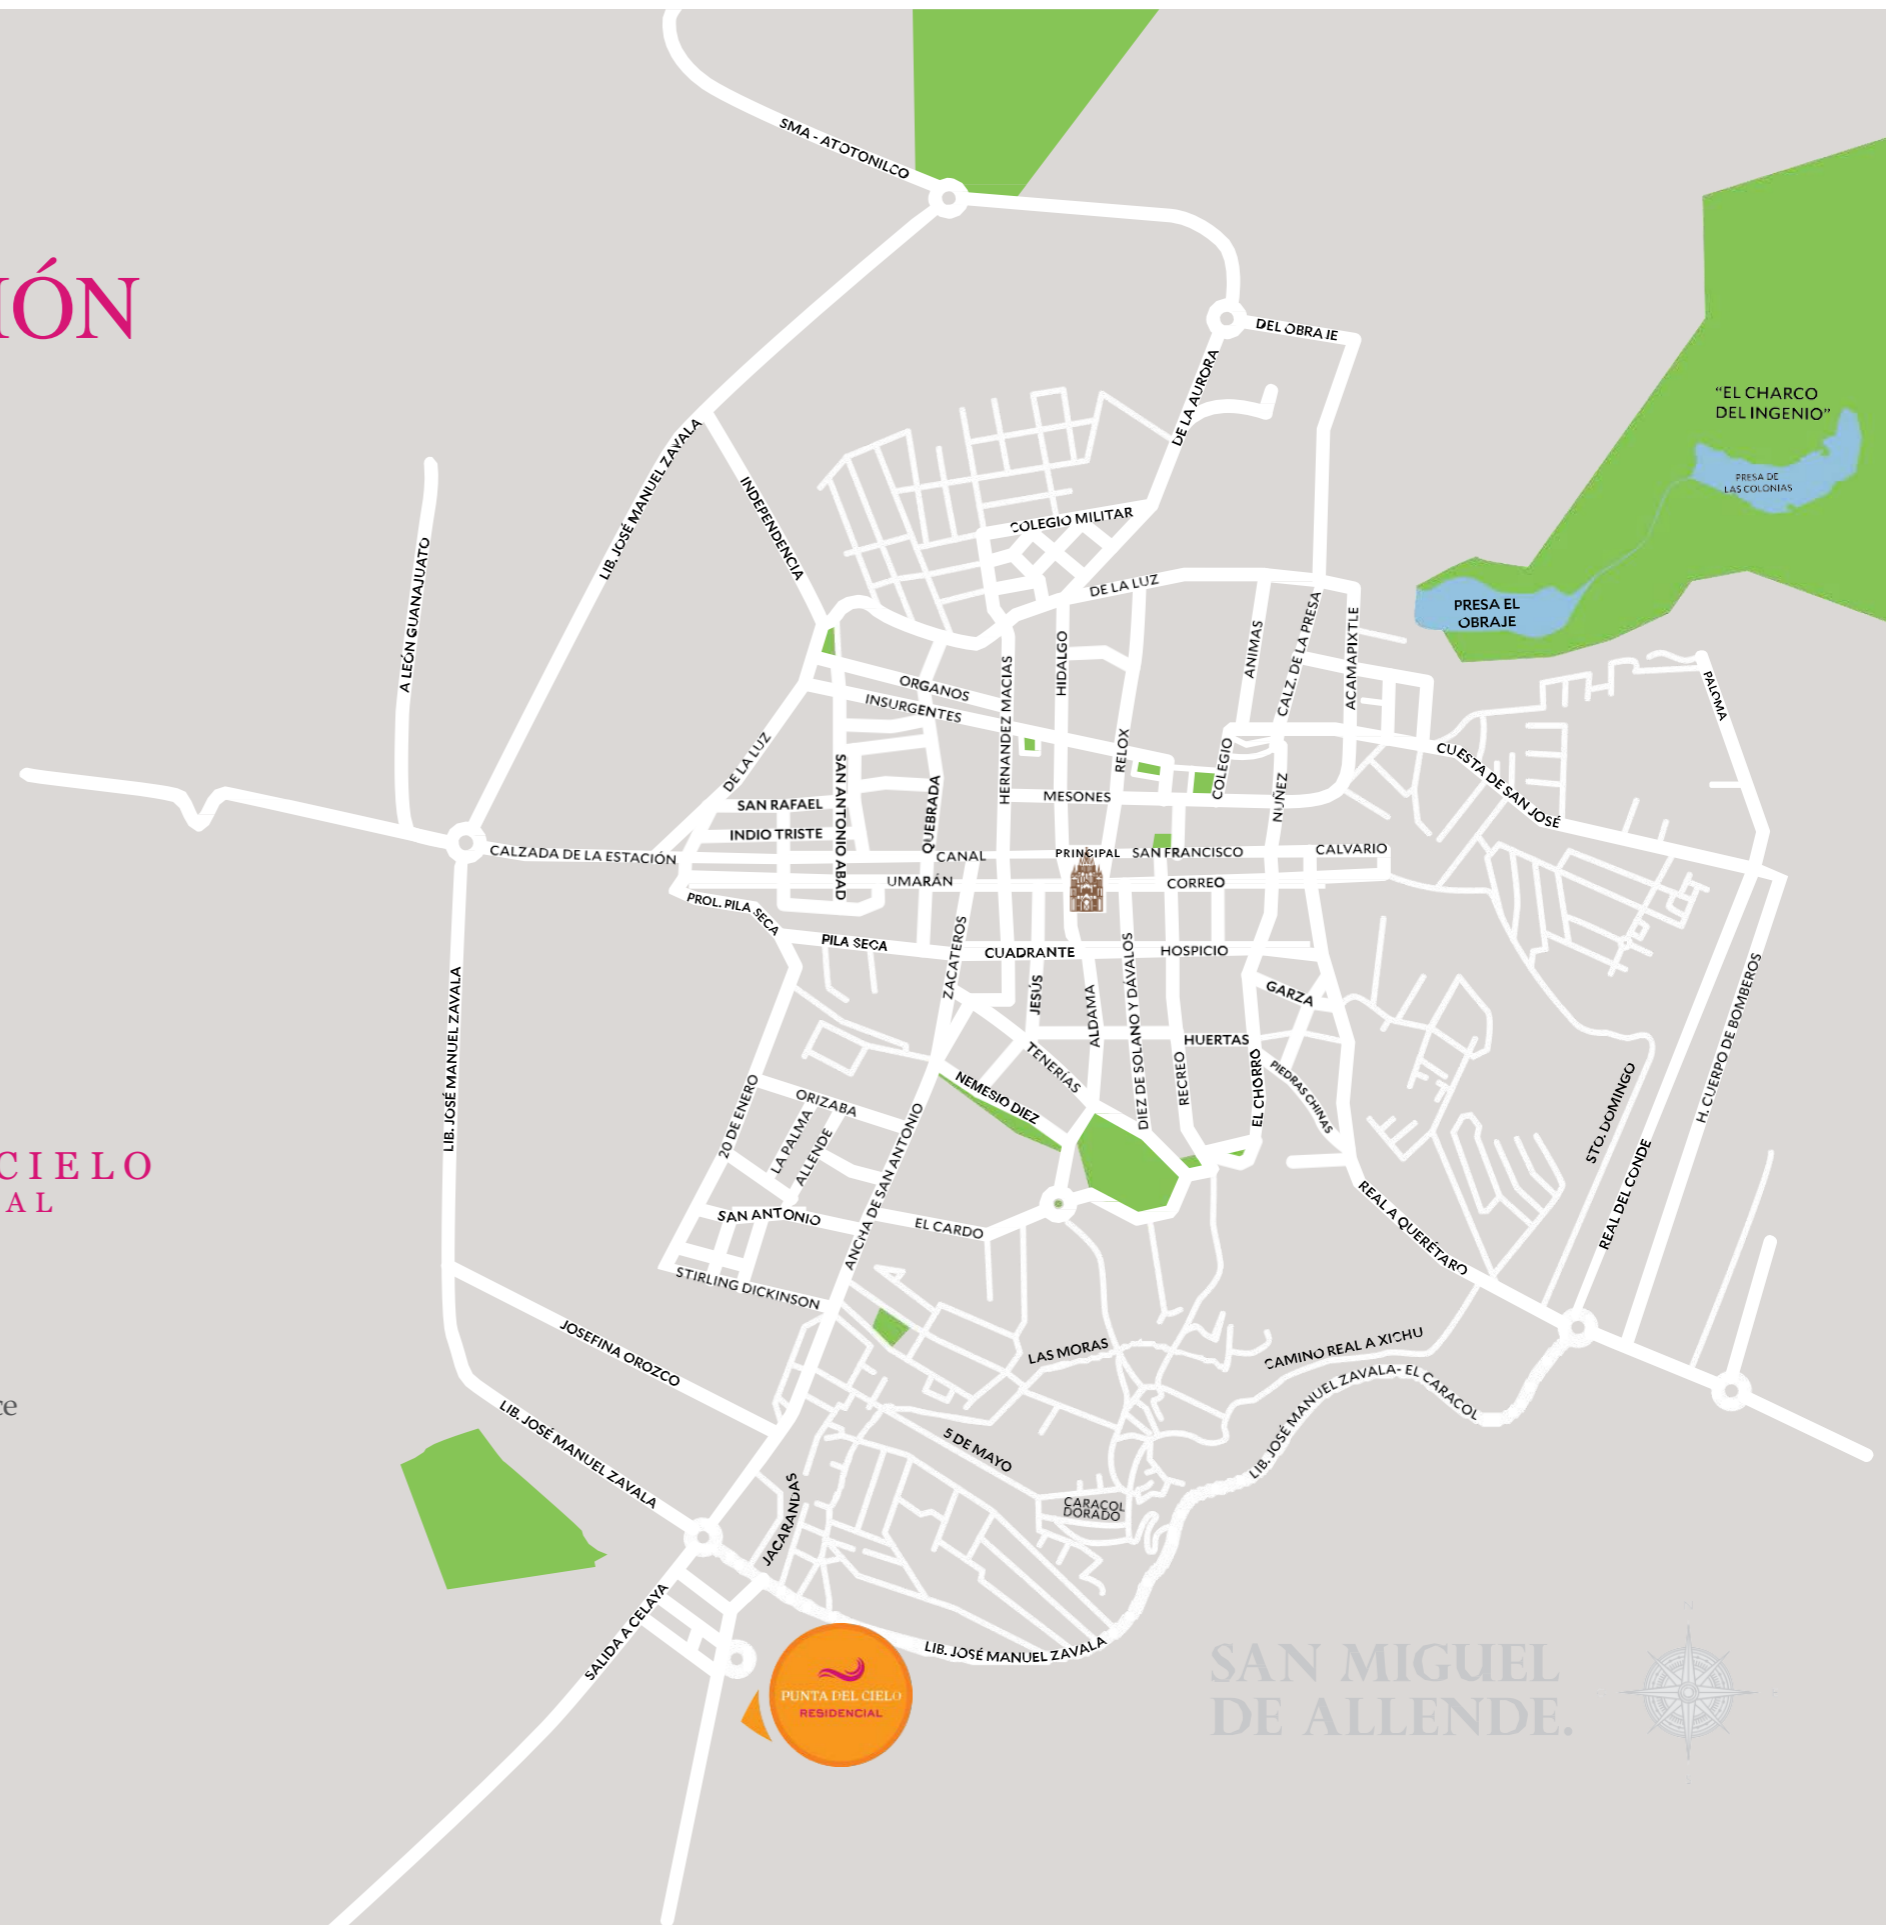 SMA - ATOTONILCO
IÓN
DEL OBRAJE
DE LA AURORA
"EL CHARCO
DEL INGENIO"
PRESA DE
LAS COLONIAS
LIB. JOSÉ MANUEL ZAVALA
INDEPENDENCIA
COLEGIO MILITAR
A LEÓN GUANAJUATO
DE LA LUZ
PRESA EL
OBRAJE
HIDALGO
ANIMAS
CALZ. DE LA PRESA
ACAMAPIXTLE
ORGANOS
INSURGENTES
HERNANDEZ MACIAS
PALOMA
DE LA LUZ
RELOX
COLEGIO
CUESTA DE SAN JOSÉ
SAN ANTONIO ABAD
QUEBRADA
MESONES
NUÑEZ
SAN RAFAEL
INDIO TRISTE
CALZADA DE LA ESTACIÓN
CANAL
PRINCIPAL
SAN FRANCISCO
CALVARIO
UMARÁN
CORREO
PROL. PILA SECA
PILA SECA
ZACATEROS
CUADRANTE
HOSPICIO
LIB. JOSÉ MANUEL ZAVALA
JESÚS
ALDAMA
DIEZ DE SOLANO Y DÁVALOS
GARZA
H. CUERPO DE BOMBEROS
HUERTAS
TENERÍAS
RECREO
EL CHORRO
PIEDRAS CHINAS
NEMESIO DIEZ
20 DE ENERO
ORIZABA
LA PALMA
ALLENDE
STO. DOMINGO
CIELO
AL
ANCHA DE SAN ANTONIO
REAL DEL CONDE
SAN ANTONIO
EL CARDO
REAL A QUERÉTARO
STIRLING DICKINSON
JOSEFINA OROZCO
LAS MORAS
CAMINO REAL A XICHU
LIB. JOSÉ MANUEL ZAVALA- EL CARACOL
ce
LIB. JOSÉ MANUEL ZAVALA
5 DE MAYO
JACARANDAS
CARACOL
DORADO
SALIDA A CELAYA
LIB. JOSÉ MANUEL ZAVALA
PUNTA DEL CIELO
RESIDENCIAL
SAN MIGUEL
DE ALLENDE.